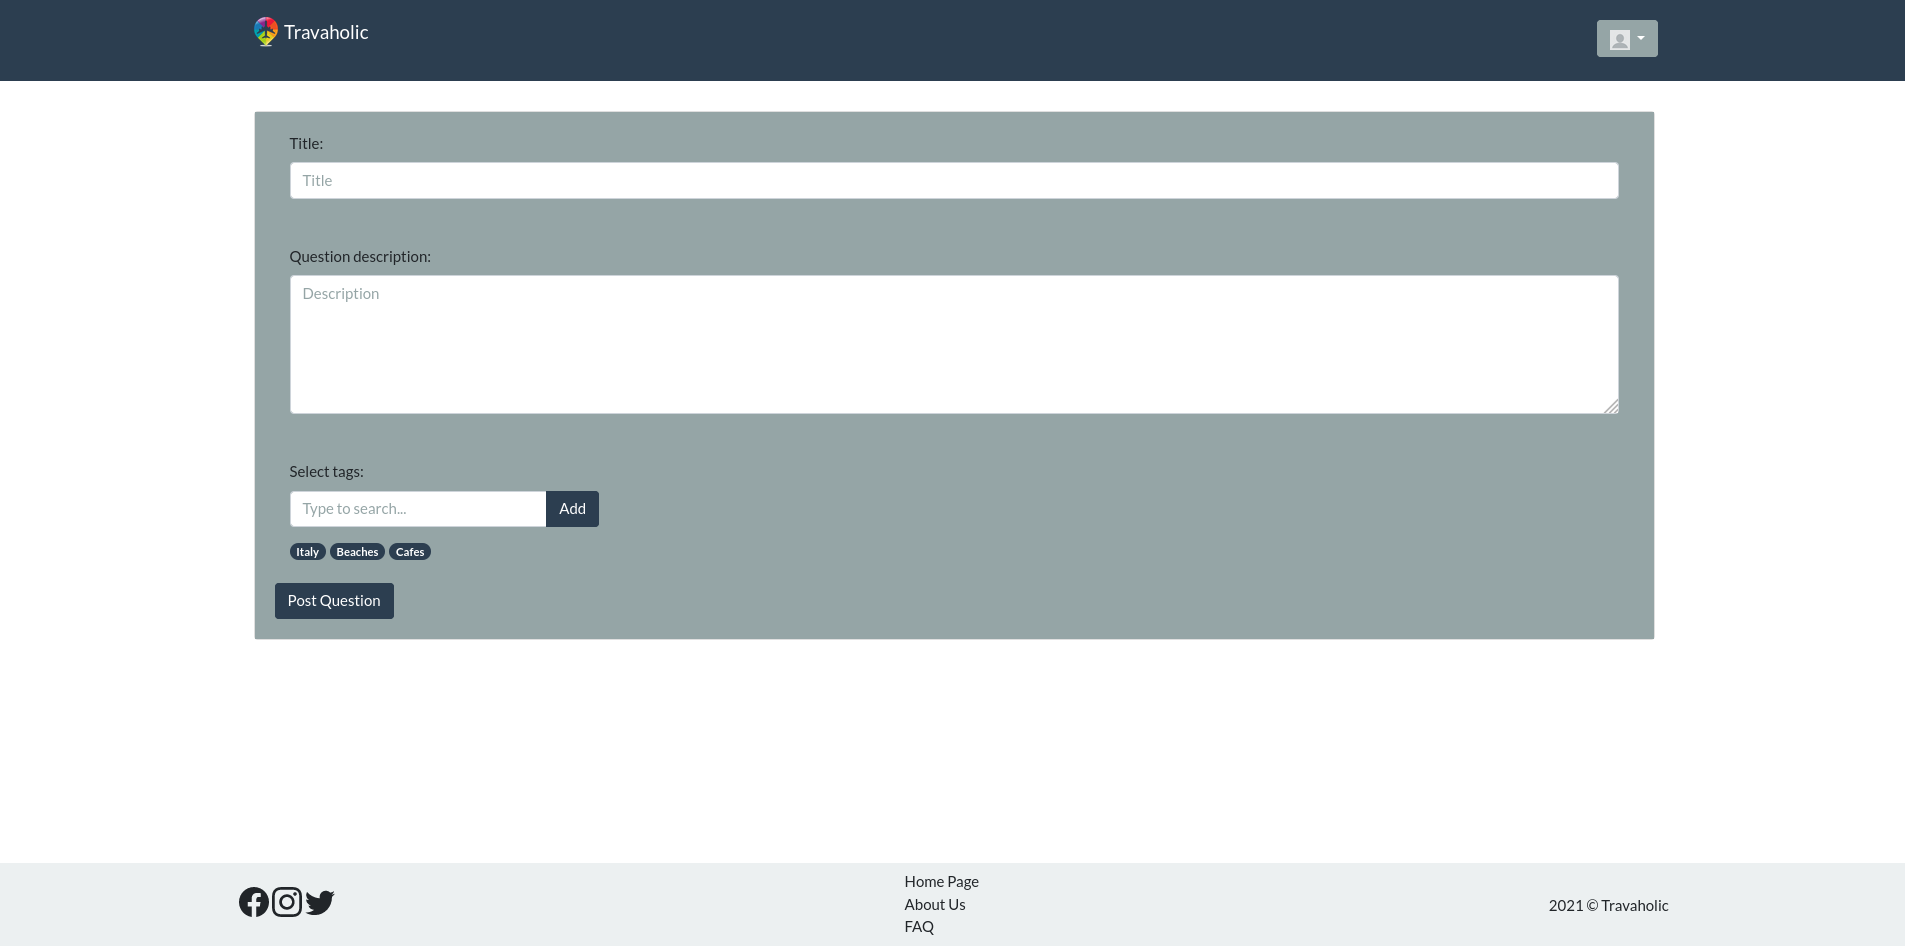 Travaholic
Title:
Title
Question description:
Description
Select tags:
Type to search...
Add
Italy Beaches Cafes
Post Question
Home Page
About Us
FAQ
2021 © Travaholic